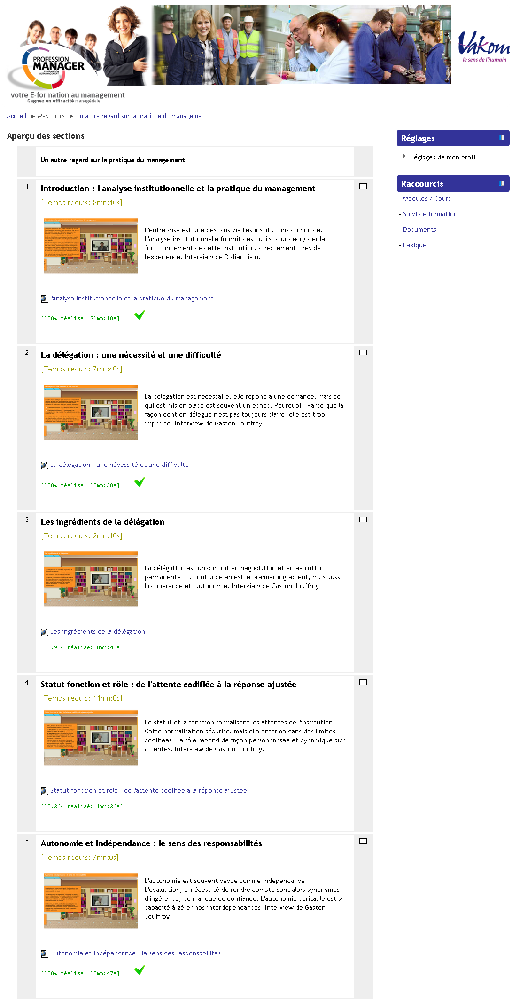 PROFESSION
MANAGER
E-FORMATION
AU MANAGEMENT
votre E-formation au management
Gagnez en efficacité managériale
Vakom
le sens de l'humain
Accueil ► Mes cours ► Un autre regard sur la pratique du management
Aperçu des sections
Un autre regard sur la pratique du management
1
Introduction : l'analyse institutionnelle et la pratique du management
[Temps requis: 8mn:10s]
L'entreprise est une des plus vieilles institutions du monde.
L'analyse institutionnelle fournit des outils pour décrypter le
fonctionnement de cette institution, directement tirés de
l'expérience. Interview de Didier Livio.
l'analyse institutionnelle et la pratique du management
[100% réalisé: 71mn:18s]
2
La délégation : une nécessité et une difficulté
[Temps requis: 7mn:40s]
La délégation est nécessaire, elle répond à une demande, mais ce
qui est mis en place est souvent un échec. Pourquoi ? Parce que la
façon dont on délègue n'est pas toujours claire, elle est trop
implicite. Interview de Gaston Jouffroy.
La délégation : une nécessité et une difficulté
[100% réalisé: 18mn:30s]
3
Les ingrédients de la délégation
[Temps requis: 2mn:10s]
La délégation est un contrat en négociation et en évolution
permanente. La confiance en est le premier ingrédient, mais aussi
la cohérence et l'autonomie. Interview de Gaston Jouffroy.
Les ingrédients de la délégation
[36.92% réalisé: 0mn:48s]
4
Statut fonction et rôle : de l'attente codifiée à la réponse ajustée
[Temps requis: 14mn:0s]
Le statut et la fonction formalisent les attentes de l'institution.
Cette normalisation sécurise, mais elle enferme dans des limites
codifiées. Le rôle répond de façon personnalisée et dynamique aux
attentes. Interview de Gaston Jouffroy.
Statut fonction et rôle : de l'attente codifiée à la réponse ajustée
[10.24% réalisé: 1mn:26s]
5
Autonomie et indépendance : le sens des responsabilités
[Temps requis: 7mn:0s]
L'autonomie est souvent vécue comme indépendance.
L'évaluation, la nécessité de rendre compte sont alors synonymes
d'ingérence, de manque de confiance. L'autonomie véritable est la
capacité à gérer nos interdépendances. Interview de Gaston
Jouffroy.
Autonomie et indépendance : le sens des responsabilités
[100% réalisé: 10mn:47s]
Réglages
Réglages de mon profil
Raccourcis
- Modules / Cours
- Suivi de formation
- Documents
- Lexique